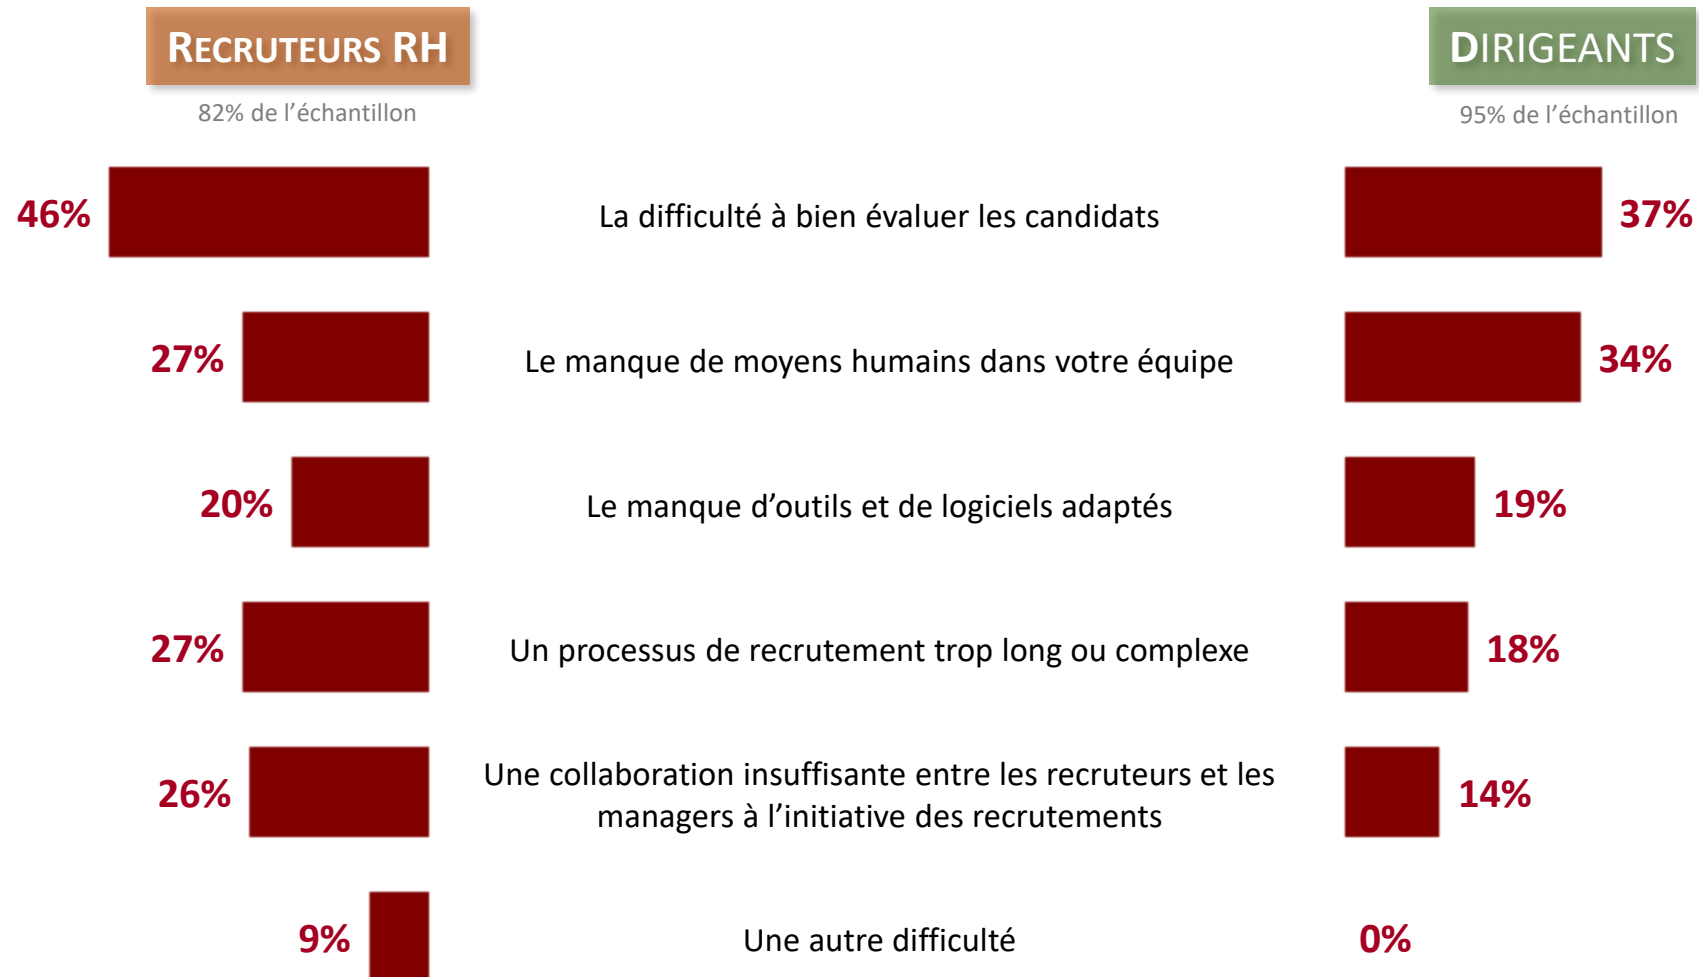 RECRUTEURS RH
DIRIGEANTS
82% de l’échantillon
95% de l’échantillon
46%
La difficulté à bien évaluer les candidats
37%
27%
Le manque de moyens humains dans votre équipe
34%
20%
Le manque d’outils et de logiciels adaptés
19%
27%
Un processus de recrutement trop long ou complexe
18%
26%
Une collaboration insuffisante entre les recruteurs et les
managers à l’initiative des recrutements
14%
9%
Une autre difficulté
0%